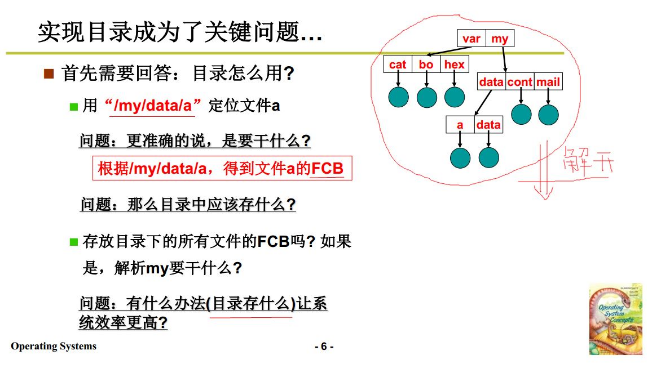 实现目录成为了关键问题…
首先需要回答：目录怎么用?
用“/my/data/a”定位文件a
问题：更准确的说，是要干什么?
根据/my/data/a，得到文件a的FCB
问题：那么目录中应该存什么?
存放目录下的所有文件的FCB吗? 如果
是，解析my要干什么?
问题：有什么办法(目录存什么)让系
统效率更高?
var my
cat bo hex
data cont mail
a data
解开
Operating
System
Concepts
Operating Systems
- 6 -